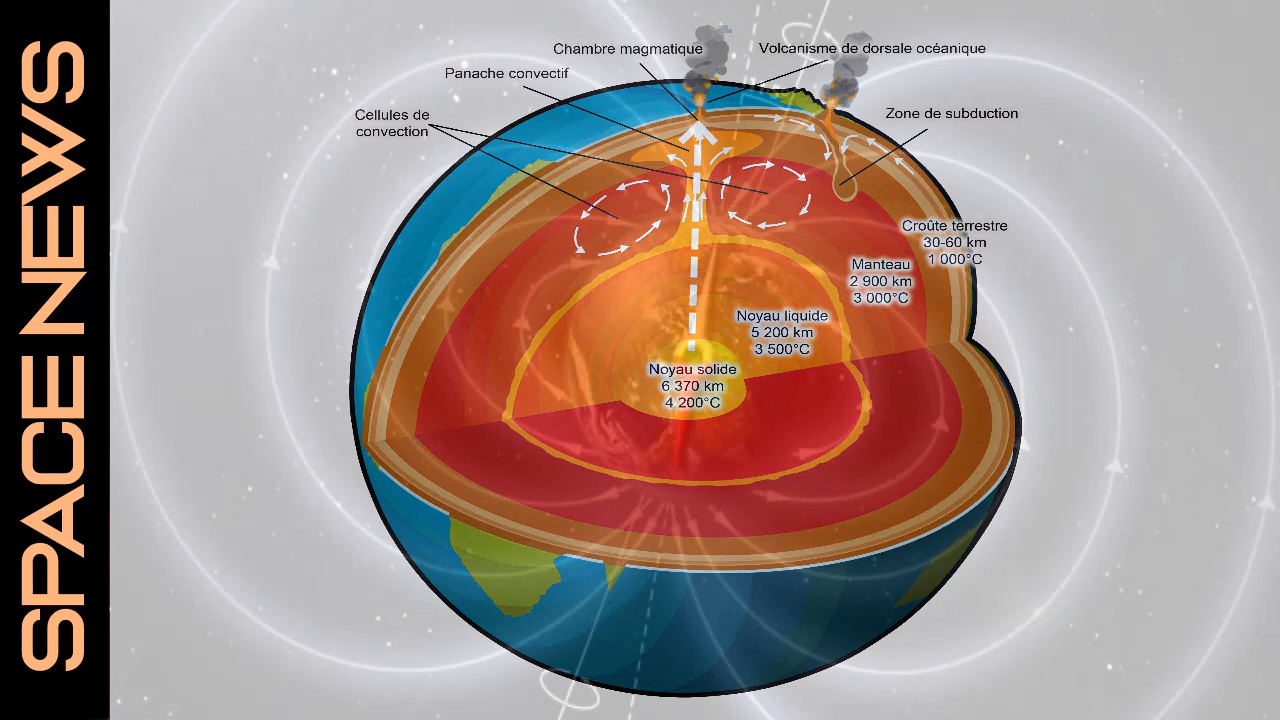 SPACE NEWS
Chambre magmatique
Volcanisme de dorsale océanique
Panache convectif
Cellules de
convection
Zone de subduction
Croûte terrestre
30-60 km
1 000°C
Manteau
2 900 km
3 000°C
Noyau liquide
5 200 km
3 500°C
Noyau solide
6 370 km
4 200°C